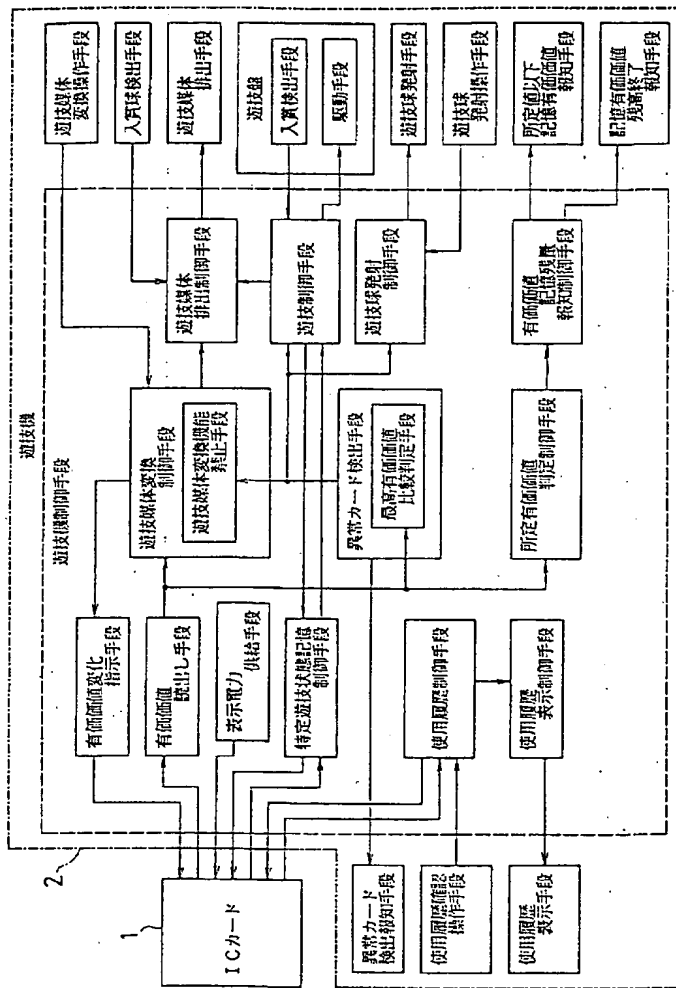 遊技機
2
遊技機制御手段
1
ICカード
有価価値変化
指示手段
有価価値
読出し手段
表示電力
供給手段
特定遊技状態記憶
制御手段
使用履歴制御手段
使用履歴
表示制御手段
異常カード
検出報知手段
使用履歴確認
操作手段
使用履歴
表示手段
遊技媒体変換
制御手段
遊技媒体変換機能
禁止手段
異常カード検出手段
最高有価価値
比較判定手段
所定有価価値
判定制御手段
遊技媒体
排出制御手段
遊技制御手段
遊技球発射
制御手段
有価価値
記憶残高
報知制御手段
遊技媒体
変換操作手段
入賞球検出手段
遊技媒体
排出手段
遊技盤
入賞検出手段
駆動手段
遊技球発射手段
遊技球
発射操作手段
所定値以下
記憶有価価値
報知手段
記憶有価価値
残高終了
報知手段